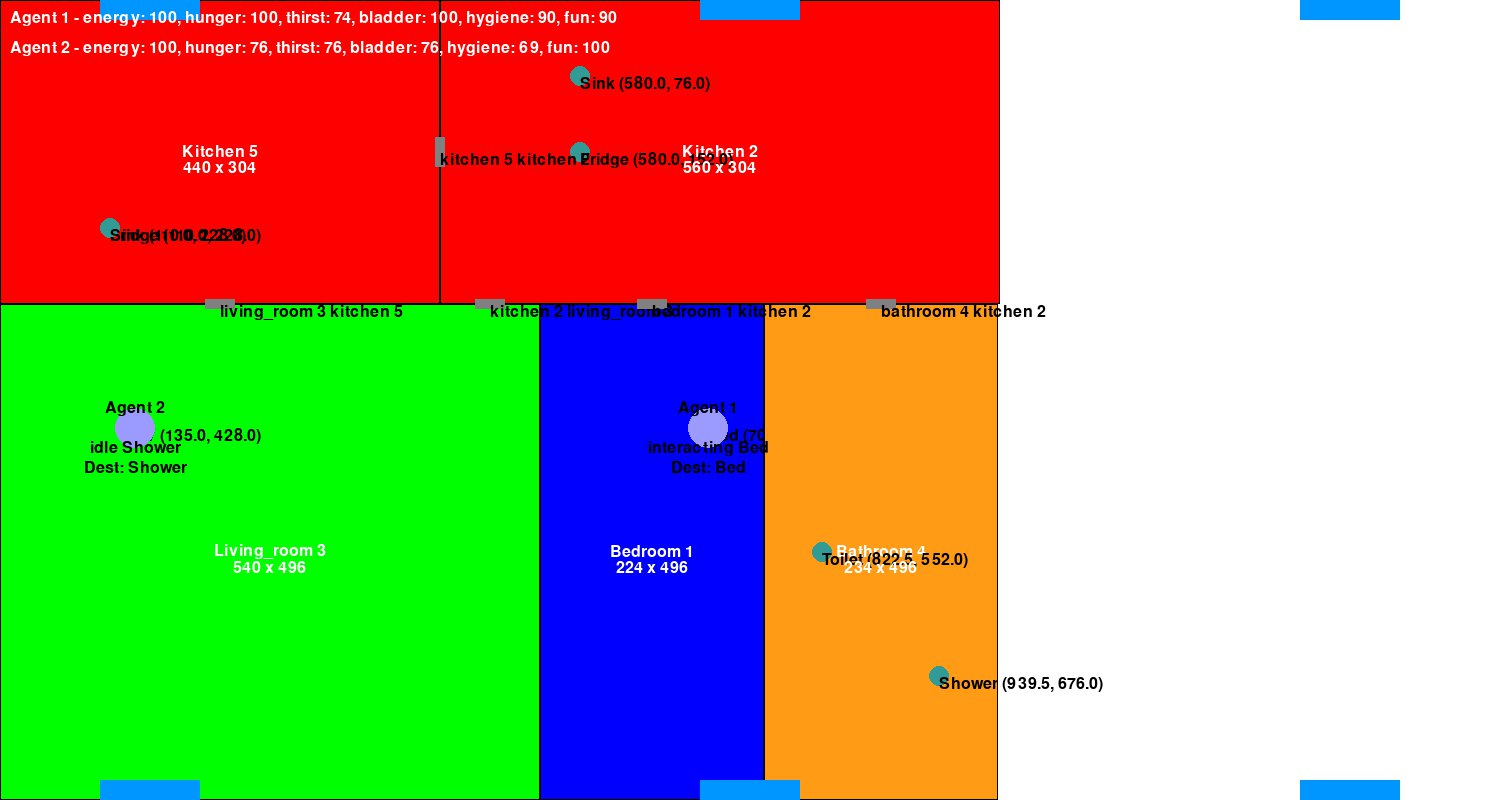 Agent 1 - energy: 100, hunger: 100, thirst: 74, bladder: 100, hygiene: 90, fun: 90
Agent 2 - energy: 100, hunger: 76, thirst: 76, bladder: 76, hygiene: 69, fun: 100
Sink (580.0, 76.0)
Kitchen 5
440 x 304
kitchen 5 kitchen 2
Fridge (580.0, 152.0)
Kitchen 2
560 x 304
living_room 3 kitchen 5
kitchen 2 living_room 3
bedroom 1 kitchen 2
bathroom 4 kitchen 2
Agent 2
(135.0, 428.0)
idle Shower
Dest: Shower
Agent 1
interacting Bed
Dest: Bed
Living_room 3
540 x 496
Bedroom 1
224 x 496
Bathroom 4
234 x 496
Toilet (822.5, 552.0)
Shower (939.5, 676.0)